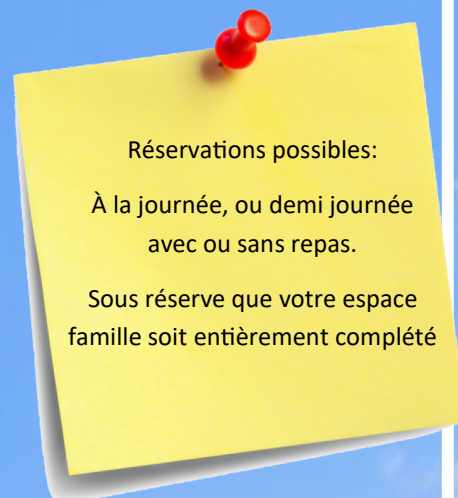 Réservations possibles:
À la journée, ou demi journée
avec ou sans repas.
Sous réserve que votre espace
famille soit entièrement complété